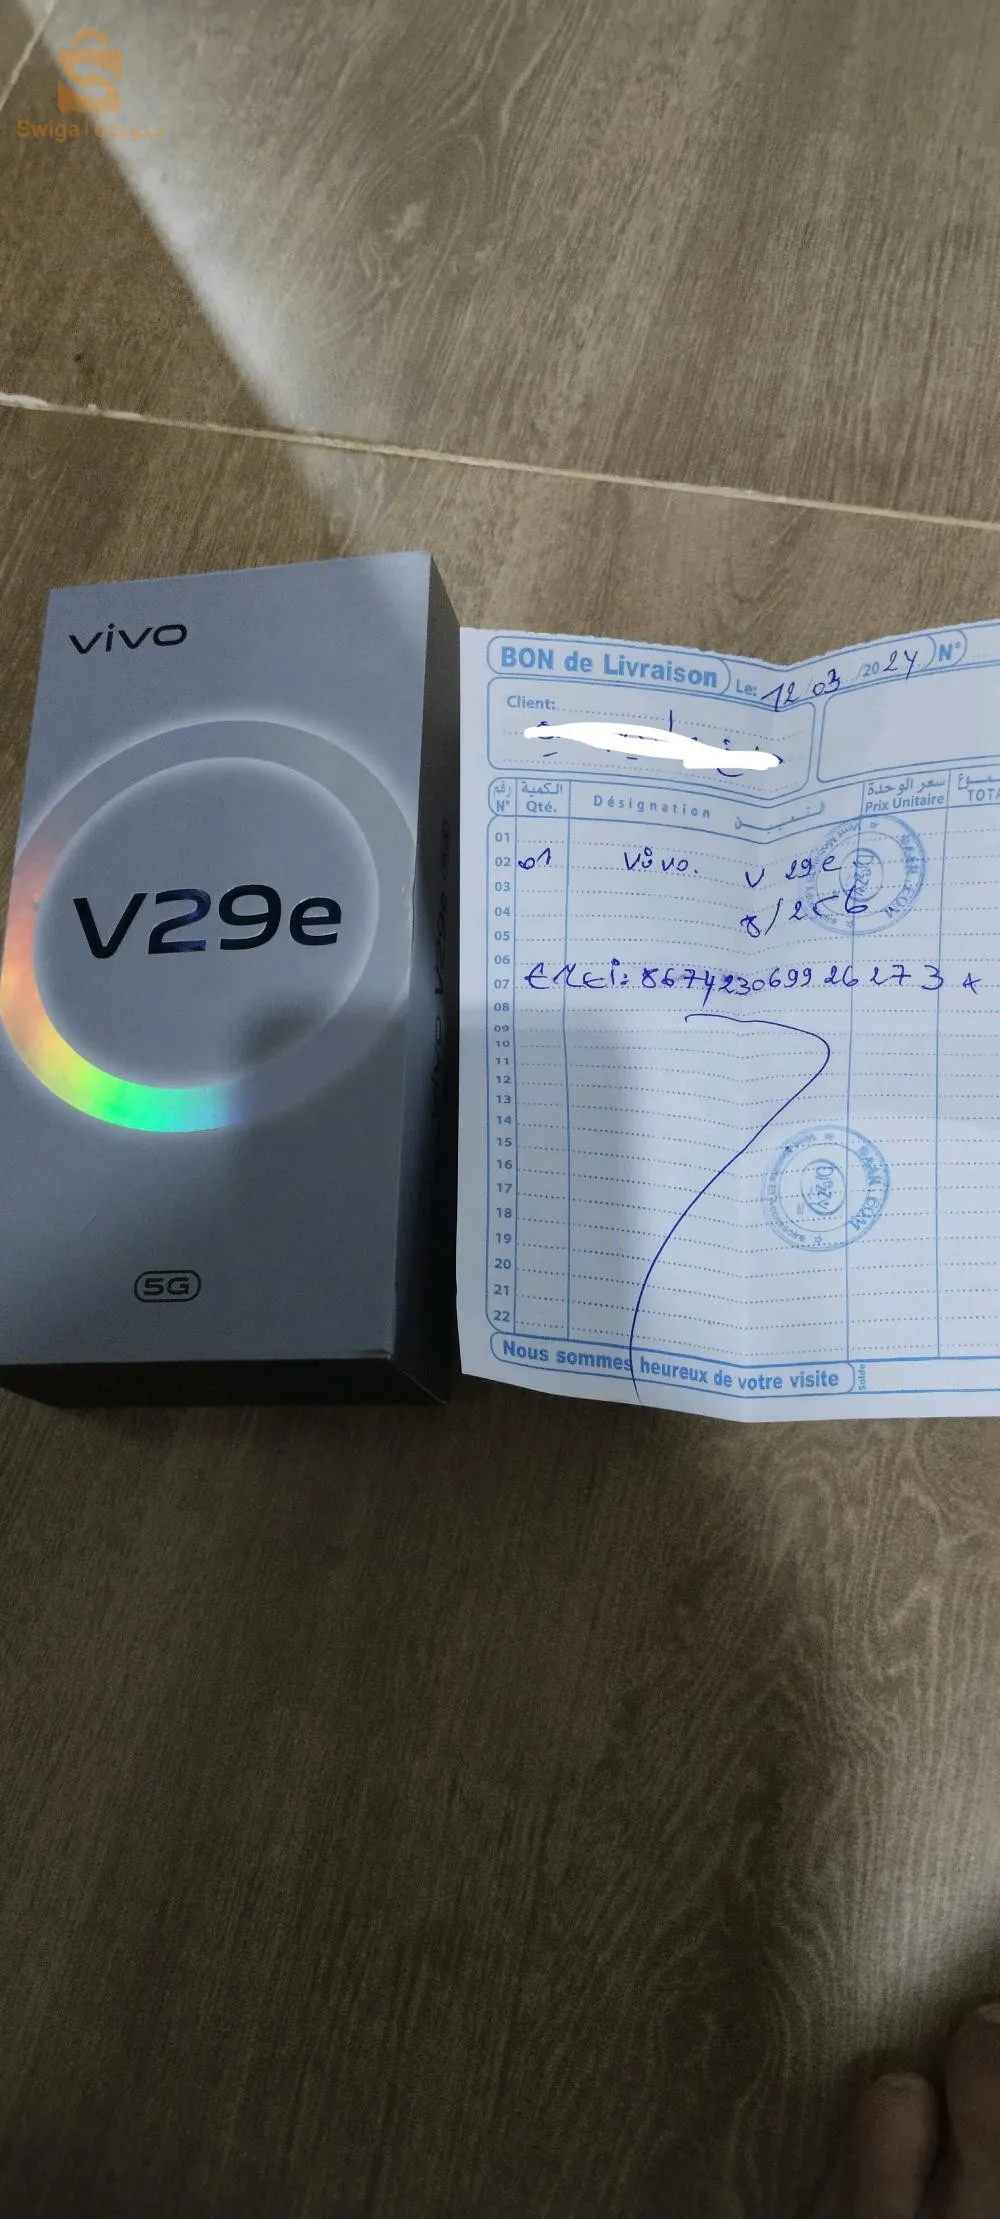 Swiga | سويقة
vivo
V29e
5G
BON de Livraison Le: 12/03/2024 N°
Client:
رقم الكمية سعر الوحدة
N° Qté. Désignation التعيين Prix Unitaire
01
02 01 Vivo. V 29e
03
04 8/256
05
06
07 EMEi: 867423069926273
08
09
10
11
12
13
14
15
16
17
18
19
20
21
22
Nous sommes heureux de votre visite
Solde